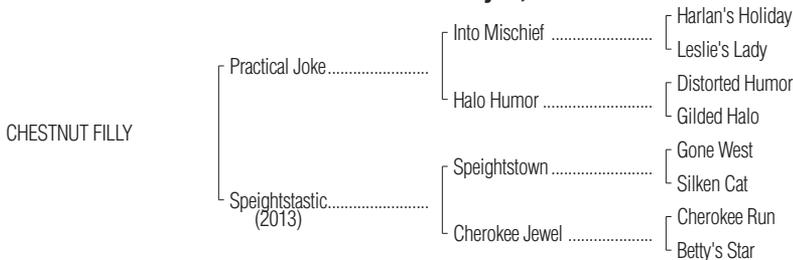 Harlan's Holiday
Into Mischief ........................
Leslie's Lady
Practical Joke........................
Distorted Humor
Halo Humor ..........................
Gilded Halo
CHESTNUT FILLY
Gone West
Speightstown ........................
Silken Cat
Speightstastic........................
(2013)
Cherokee Run
Cherokee Jewel ....................
Betty's Star